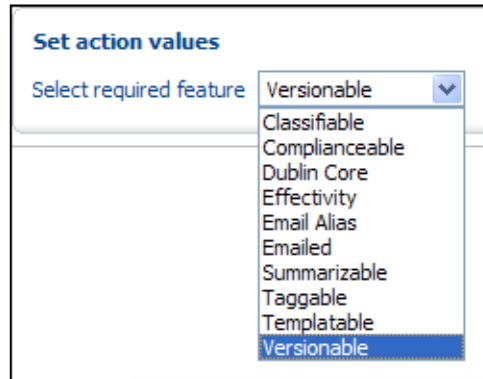 Set action values
Select required feature Versionable
Classifiable
Complianceable
Dublin Core
Effectivity
Email Alias
Emailed
Summarizable
Taggable
Templatable
Versionable